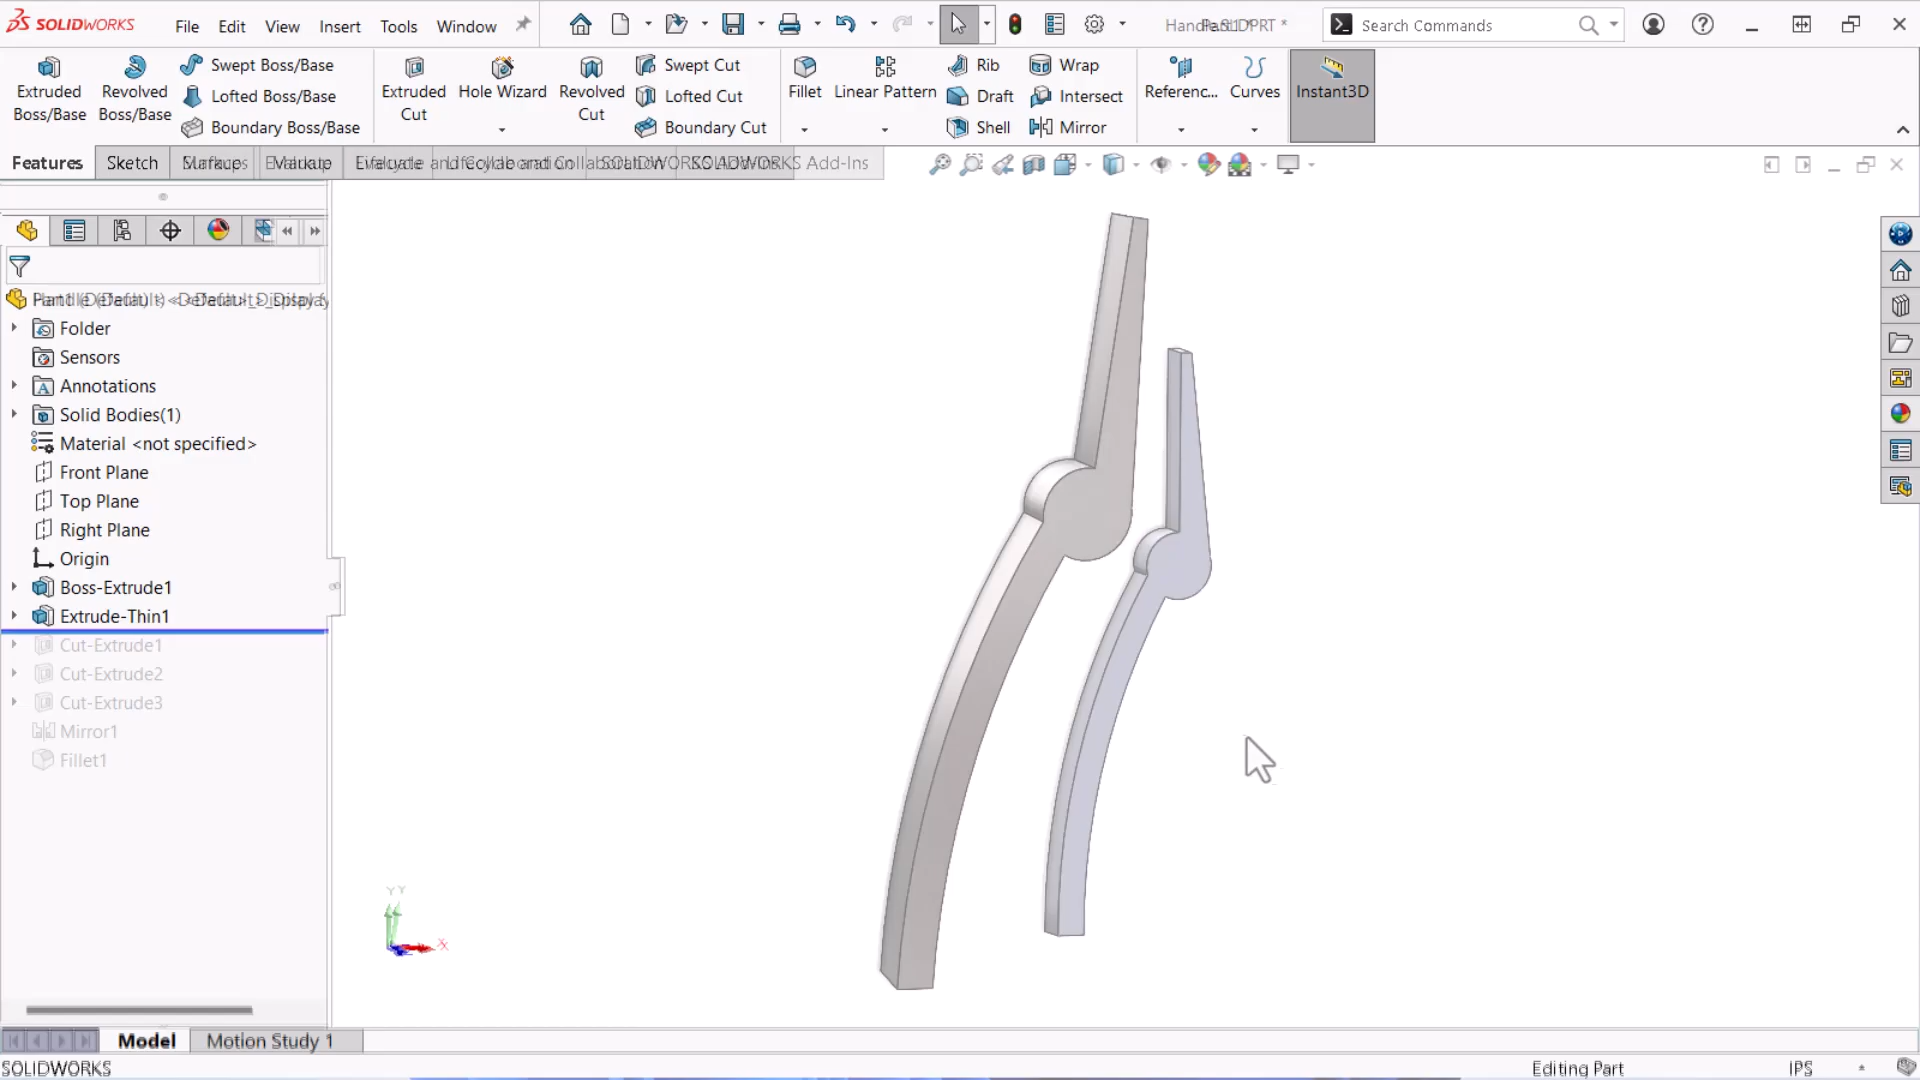 SOLIDWORKS File Edit View Insert Tools Window Search Commands
Extruded Boss/Base
Revolved Boss/Base
Swept Boss/Base
Lofted Boss/Base
Boundary Boss/Base
Extruded Cut
Hole Wizard
Revolved Cut
Swept Cut
Lofted Cut
Boundary Cut
Fillet
Linear Pattern
Rib
Draft
Shell
Wrap
Intersect
Mirror
Referenc...
Curves
Instant3D
Features Sketch Add-Ins
Folder
Sensors
Annotations
Solid Bodies(1)
Material <not specified>
Front Plane
Top Plane
Right Plane
Origin
Boss-Extrude1
Extrude-Thin1
Cut-Extrude1
Cut-Extrude2
Cut-Extrude3
Mirror1
Fillet1
Y Y
X
Model Motion Study 1
SOLIDWORKS Editing Part IPS